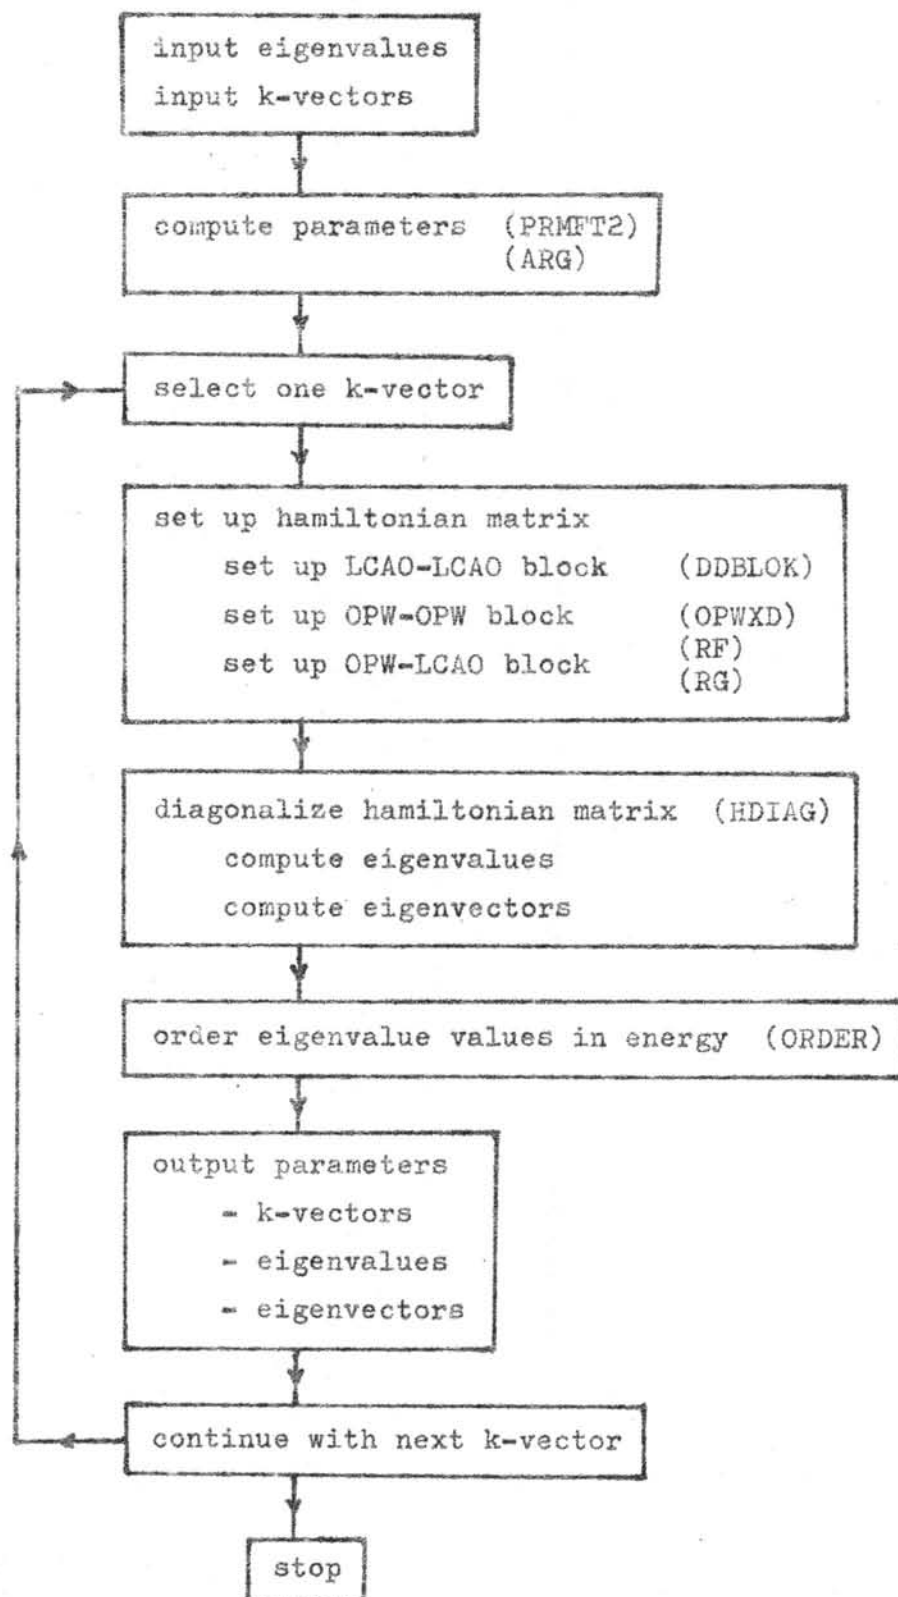 input eigenvalues
input k-vectors
compute parameters (PRMFT2)
(ARG)
select one k-vector
set up hamiltonian matrix
set up LCAO-LCAO block (DDBLOK)
set up OPW-OPW block (OPWXD)
(RF)
set up OPW-LCAO block
(RG)
diagonalize hamiltonian matrix (HDIAG)
compute eigenvalues
compute eigenvectors
order eigenvalue values in energy (ORDER)
output parameters
- k-vectors
- eigenvalues
- eigenvectors
continue with next k-vector
stop